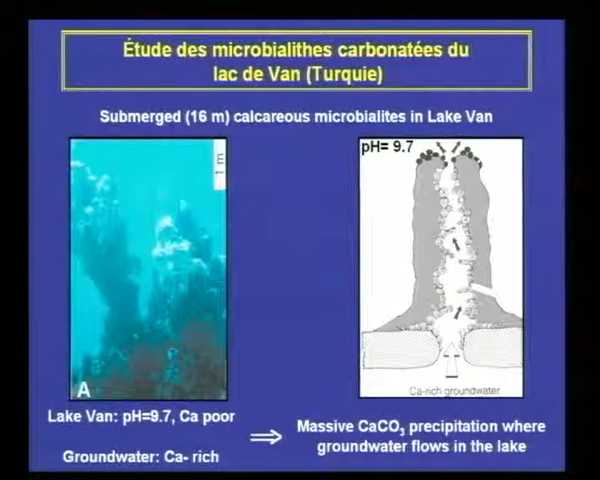 Étude des microbialithes carbonatées du
lac de Van (Turquie)
Submerged (16 m) calcareous microbialites in Lake Van
1 m
pH= 9.7
A
Ca-rich groundwater
Lake Van: pH=9.7, Ca poor
Groundwater: Ca- rich
Massive CaCO₃ precipitation where
groundwater flows in the lake